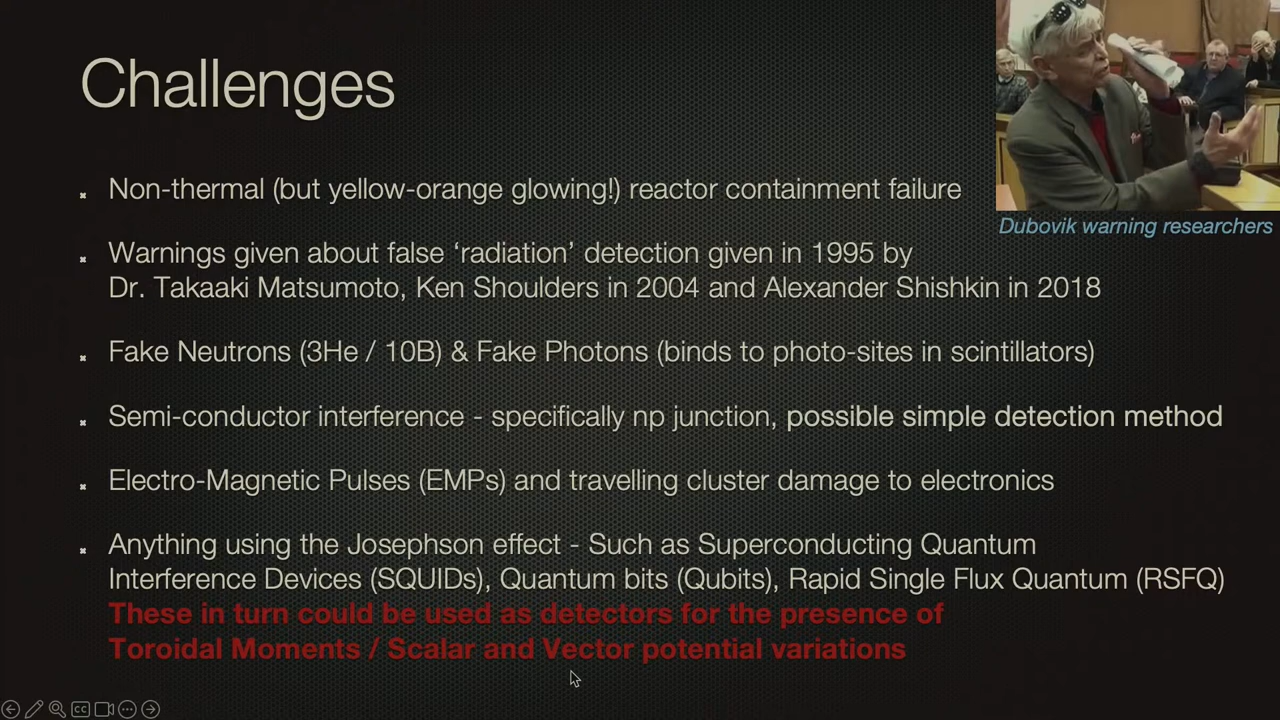 Challenges
Non-thermal (but yellow-orange glowing!) reactor containment failure
Dubovik warning researchers
Warnings given about false ‘radiation’ detection given in 1995 by
Dr. Takaaki Matsumoto, Ken Shoulders in 2004 and Alexander Shishkin in 2018
Fake Neutrons (3He / 10B) & Fake Photons (binds to photo-sites in scintillators)
Semi-conductor interference - specifically np junction, possible simple detection method
Electro-Magnetic Pulses (EMPs) and travelling cluster damage to electronics
Anything using the Josephson effect - Such as Superconducting Quantum
Interference Devices (SQUIDs), Quantum bits (Qubits), Rapid Single Flux Quantum (RSFQ)
These in turn could be used as detectors for the presence of
Toroidal Moments / Scalar and Vector potential variations
CC